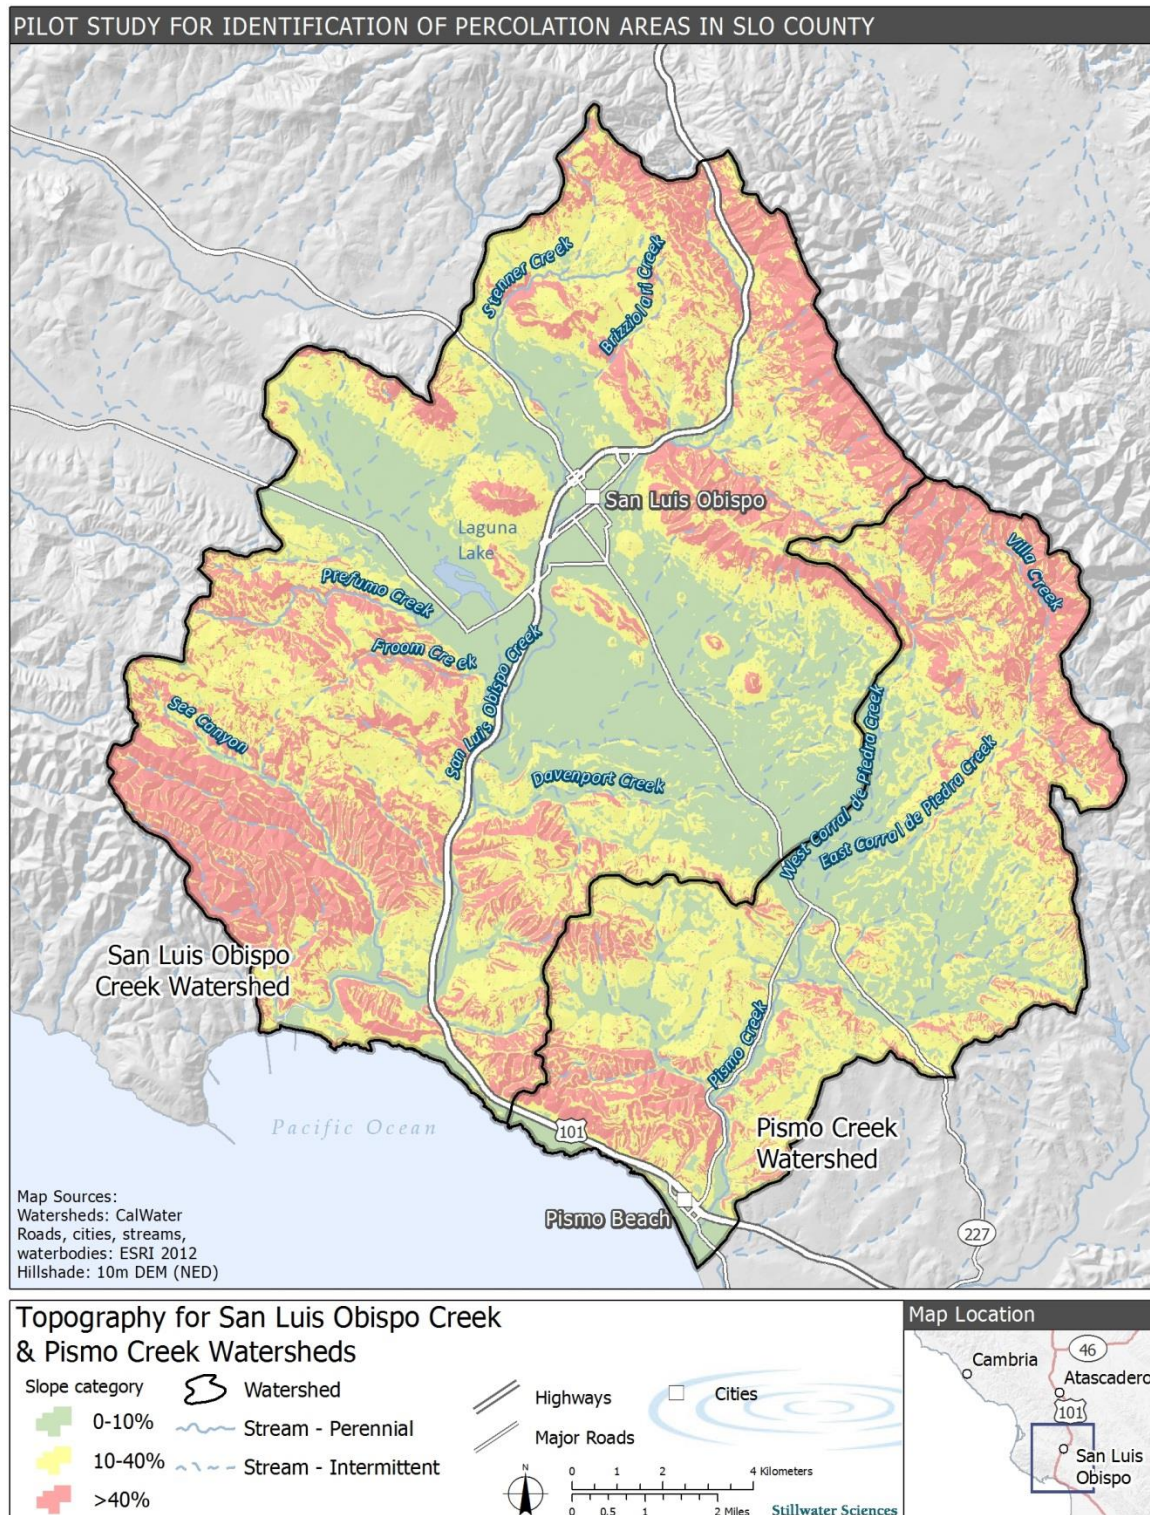 PILOT STUDY FOR IDENTIFICATION OF PERCOLATION AREAS IN SLO COUNTY
Stenner Creek
Brizziolari Creek
San Luis Obispo
Laguna
Lake
Villa Creek
Prefumo Creek
Froom Creek
San Luis Obispo Creek
See Canyon
Davenport Creek
West Corral de Piedra Creek
East Corral de Piedra Creek
San Luis Obispo
Creek Watershed
Pismo Creek
Pacific Ocean
101
Pismo Creek
Watershed
Pismo Beach
227
Map Sources:
Watersheds: CalWater
Roads, cities, streams,
waterbodies: ESRI 2012
Hillshade: 10m DEM (NED)
Topography for San Luis Obispo Creek
& Pismo Creek Watersheds
Slope category
0-10%
10-40%
>40%
Watershed
Stream - Perennial
Stream - Intermittent
Highways
Major Roads
Cities
N
0 1 2 4 Kilometers
0 0.5 1 2 Miles
Stillwater Sciences
Map Location
46
Cambria
Atascadero
101
San Luis
Obispo